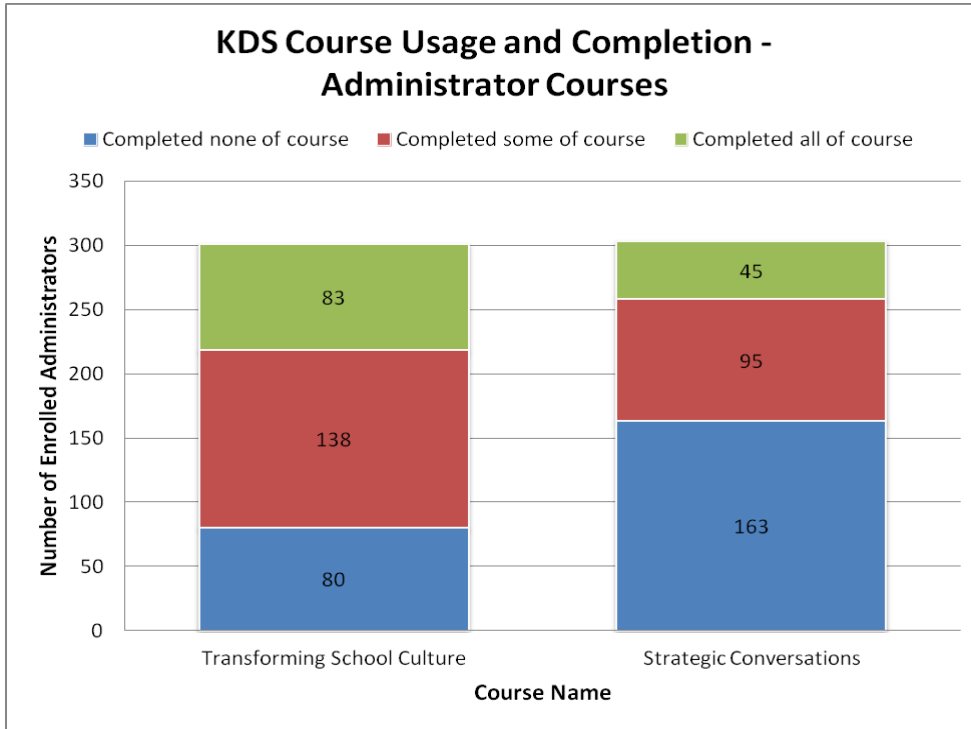 KDS Course Usage and Completion -
Administrator Courses
Completed none of course Completed some of course Completed all of course
Number of Enrolled Administrators
350
300
250
200
150
100
50
0
83
138
80
45
95
163
Transforming School Culture Strategic Conversations
Course Name